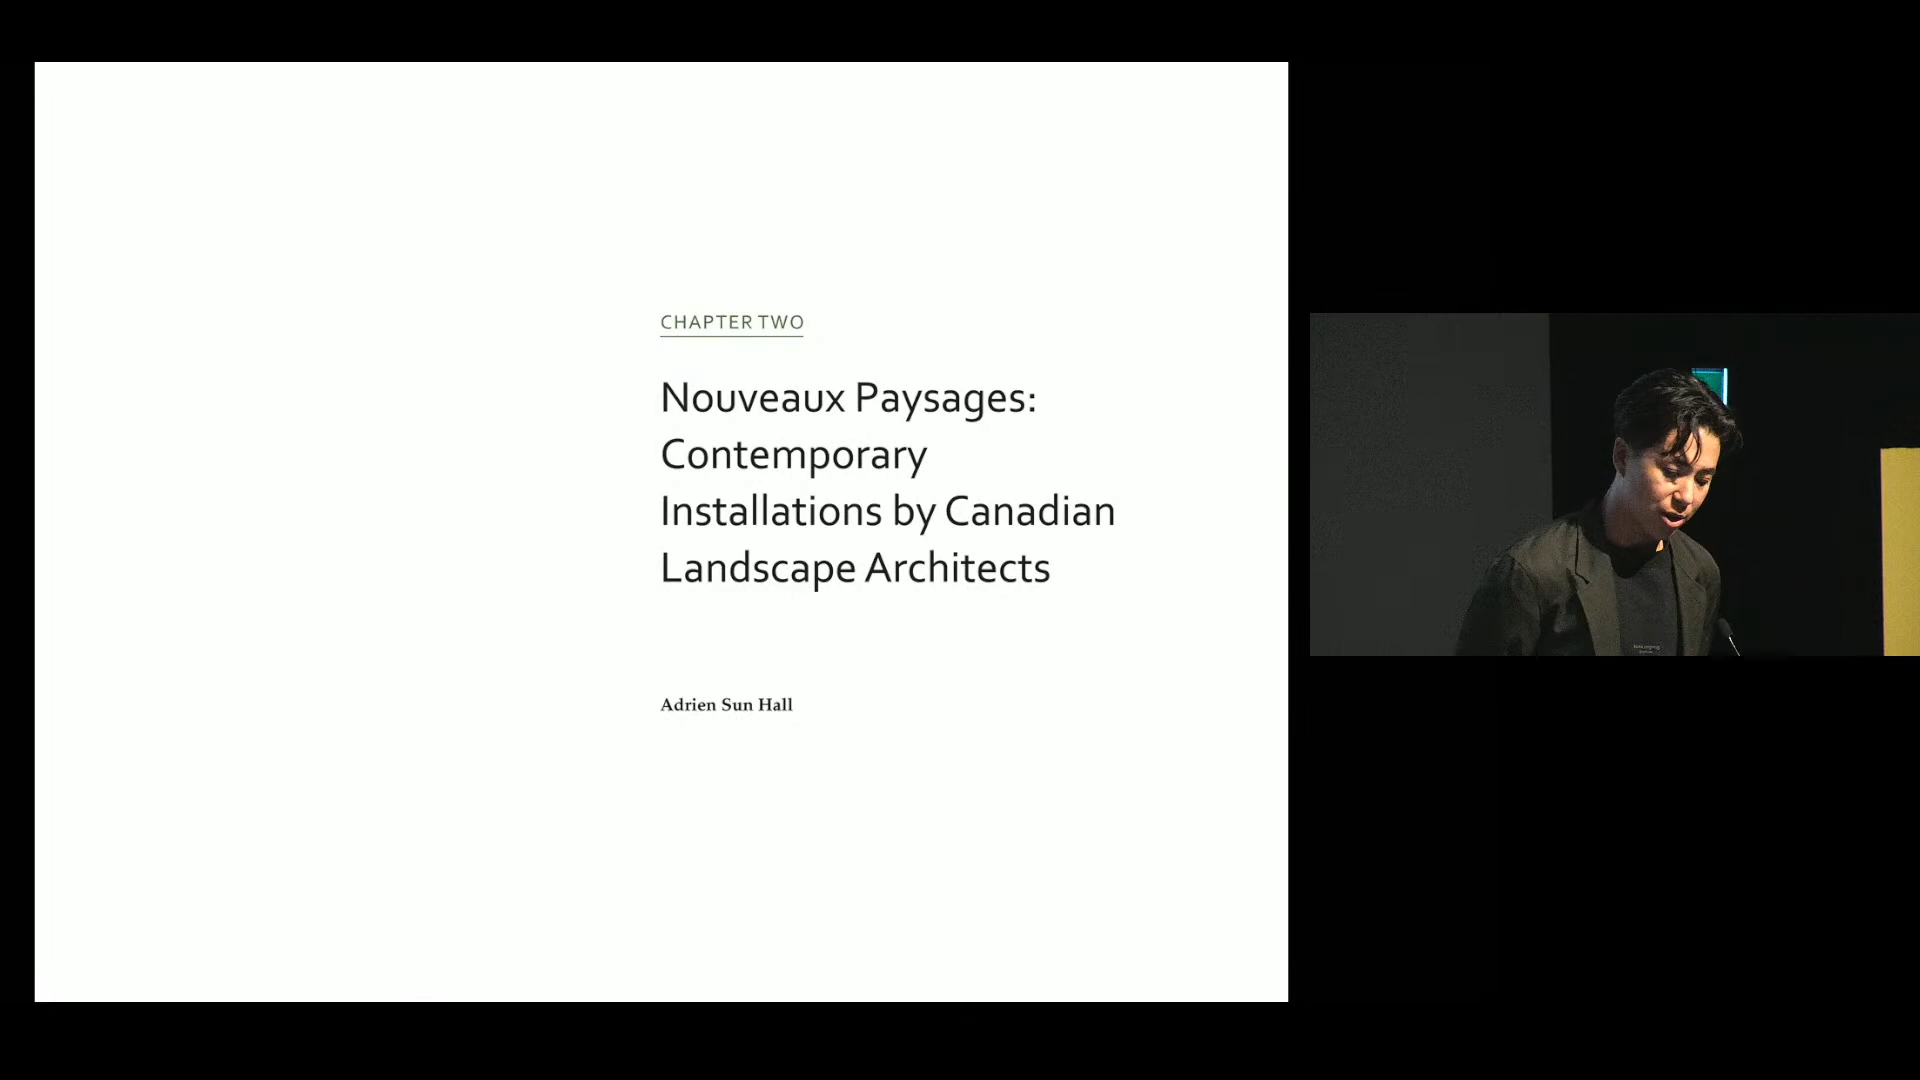 CHAPTER TWO
Nouveaux Paysages:
Contemporary
Installations by Canadian
Landscape Architects
Adrien Sun Hall